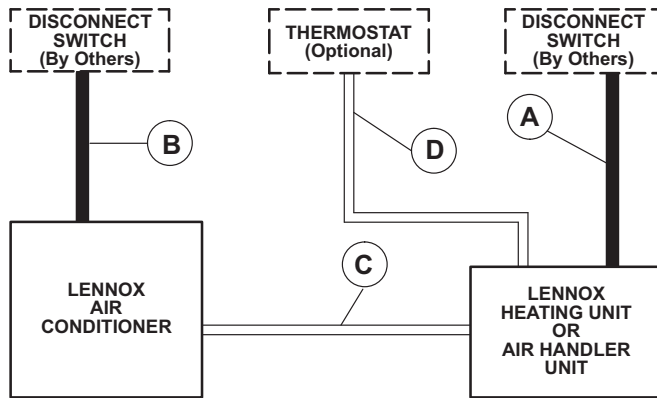 DISCONNECT
SWITCH
(By Others)
THERMOSTAT
(Optional)
DISCONNECT
SWITCH
(By Others)
A
B
D
C
LENNOX
AIR
CONDITIONER
LENNOX
HEATING UNIT
OR
AIR HANDLER
UNIT